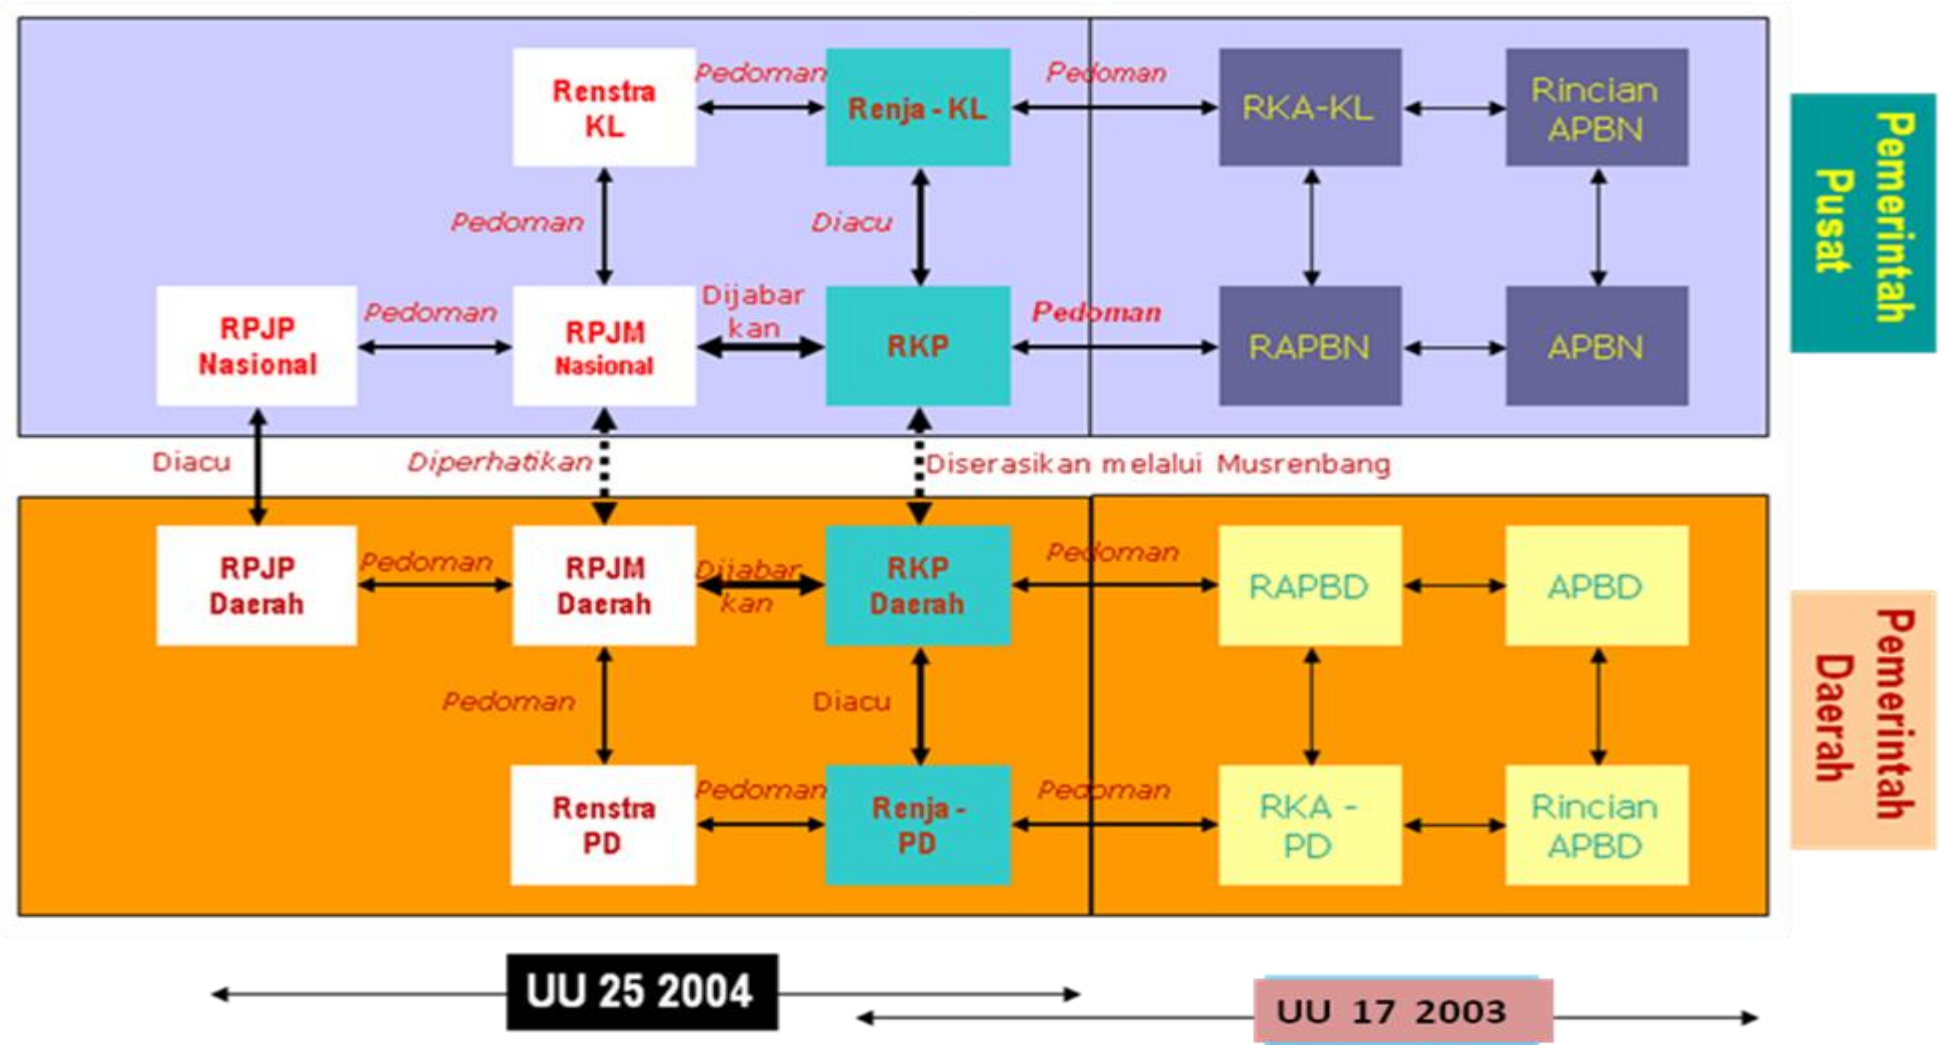 Renstra
KL
Pedoman
Renja - KL
Pedoman
RKA-KL
Rincian
APBN
Pedoman
Diacu
RPJP
Nasional
Pedoman
RPJM
Nasional
Dijabar
kan
RKP
Pedoman
RAPBN
APBN
Pemerintah
Pusat
Diacu
Diperhatikan
Diserasikan melalui Musrenbang
RPJP
Daerah
Pedoman
RPJM
Daerah
Dijabar
kan
RKP
Daerah
Pedoman
RAPBD
APBD
Pedoman
Diacu
Renstra
PD
Pedoman
Renja -
PD
Pedoman
RKA -
PD
Rincian
APBD
Pemerintah
Daerah
UU 25 2004
UU 17 2003